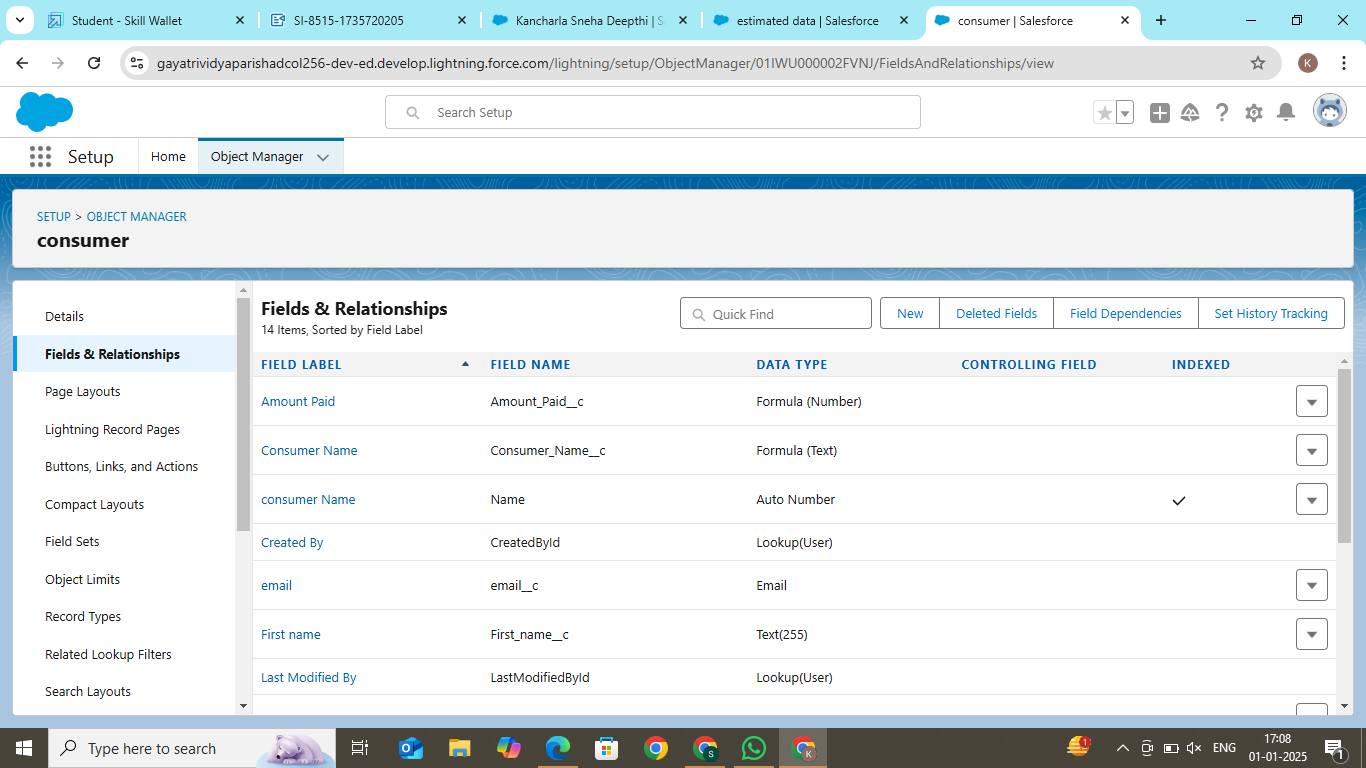 Student - Skill Wallet
SI-8515-1735720205
Kancharla Sneha Deepthi | S
estimated data | Salesforce
consumer | Salesforce
gayatrividyaparishadcol256-dev-ed.develop.lightning.force.com/lightning/setup/ObjectManager/01IWU000002FVNJ/FieldsAndRelationships/view
K
Search Setup
Setup
Home
Object Manager
SETUP > OBJECT MANAGER
consumer
Details
Fields & Relationships
Page Layouts
Lightning Record Pages
Buttons, Links, and Actions
Compact Layouts
Field Sets
Object Limits
Record Types
Related Lookup Filters
Search Layouts
Fields & Relationships
14 Items, Sorted by Field Label
Quick Find
New
Deleted Fields
Field Dependencies
Set History Tracking
FIELD LABEL FIELD NAME DATA TYPE CONTROLLING FIELD INDEXED
Amount Paid Amount_Paid__c Formula (Number)
Consumer Name Consumer_Name__c Formula (Text)
consumer Name Name Auto Number
Created By CreatedById Lookup(User)
email email__c Email
First name First_name__c Text(255)
Last Modified By LastModifiedById Lookup(User)
Type here to search
S
K
1
ENG
17:08
01-01-2025
1